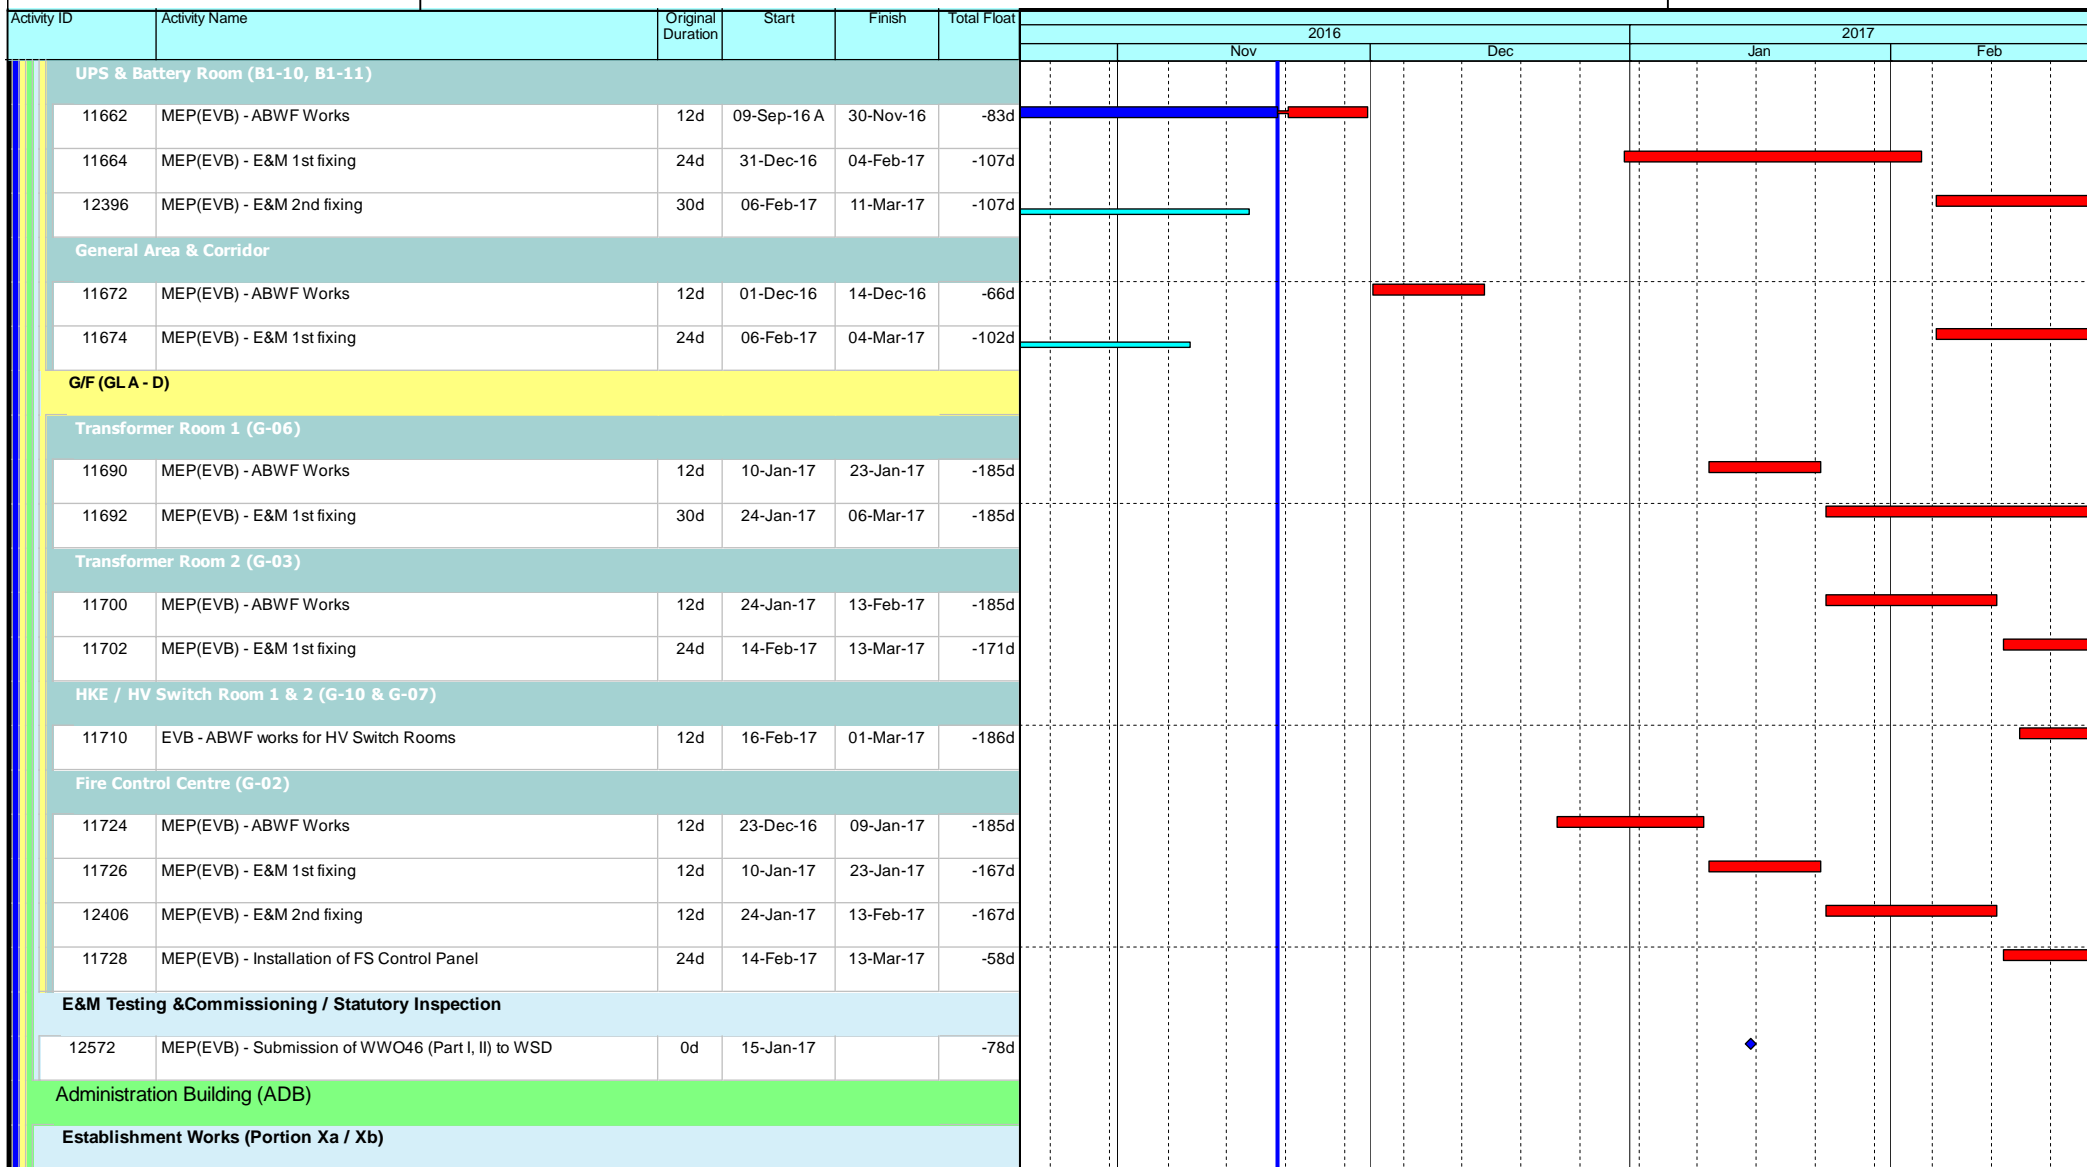 Activity ID Activity Name Original Duration Start Finish Total Float
2016 2017
Nov Dec Jan Feb
UPS & Battery Room (B1-10, B1-11)
11662 MEP(EVB) - ABWF Works 12d 09-Sep-16 A 30-Nov-16 -83d
11664 MEP(EVB) - E&M 1st fixing 24d 31-Dec-16 04-Feb-17 -107d
12396 MEP(EVB) - E&M 2nd fixing 30d 06-Feb-17 11-Mar-17 -107d
General Area & Corridor
11672 MEP(EVB) - ABWF Works 12d 01-Dec-16 14-Dec-16 -66d
11674 MEP(EVB) - E&M 1st fixing 24d 06-Feb-17 04-Mar-17 -102d
G/F (GL A - D)
Transformer Room 1 (G-06)
11690 MEP(EVB) - ABWF Works 12d 10-Jan-17 23-Jan-17 -185d
11692 MEP(EVB) - E&M 1st fixing 30d 24-Jan-17 06-Mar-17 -185d
Transformer Room 2 (G-03)
11700 MEP(EVB) - ABWF Works 12d 24-Jan-17 13-Feb-17 -185d
11702 MEP(EVB) - E&M 1st fixing 24d 14-Feb-17 13-Mar-17 -171d
HKE / HV Switch Room 1 & 2 (G-10 & G-07)
11710 EVB - ABWF works for HV Switch Rooms 12d 16-Feb-17 01-Mar-17 -186d
Fire Control Centre (G-02)
11724 MEP(EVB) - ABWF Works 12d 23-Dec-16 09-Jan-17 -185d
11726 MEP(EVB) - E&M 1st fixing 12d 10-Jan-17 23-Jan-17 -167d
12406 MEP(EVB) - E&M 2nd fixing 12d 24-Jan-17 13-Feb-17 -167d
11728 MEP(EVB) - Installation of FS Control Panel 24d 14-Feb-17 13-Mar-17 -58d
E&M Testing &Commissioning / Statutory Inspection
12572 MEP(EVB) - Submission of WWO46 (Part I, II) to WSD 0d 15-Jan-17 -78d
Administration Building (ADB)
Establishment Works (Portion Xa / Xb)